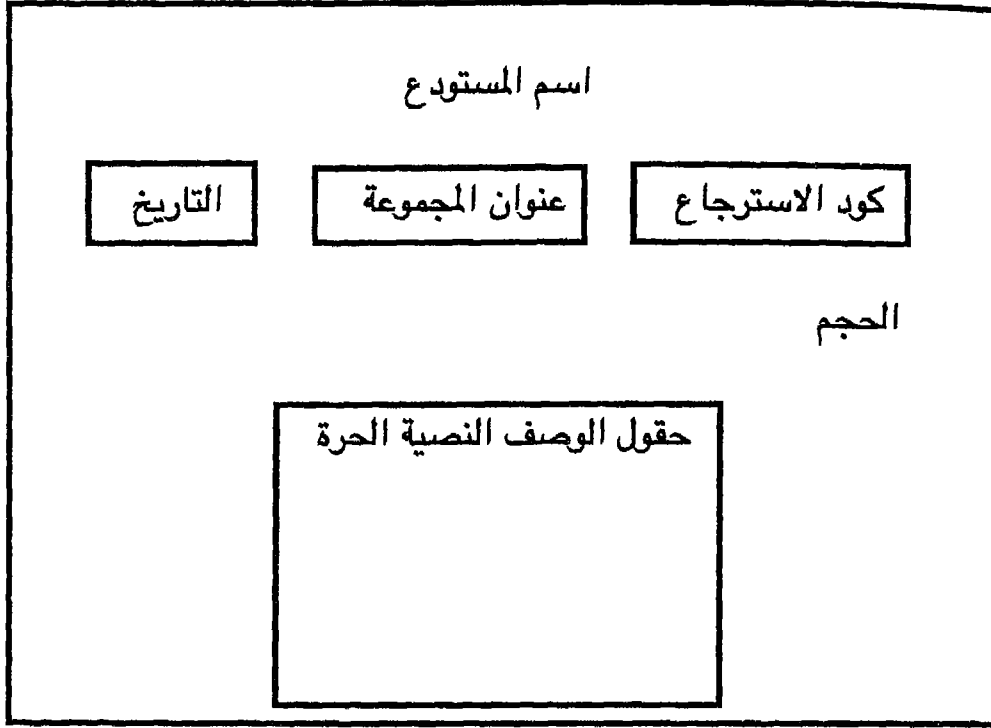 اسم المستودع
كود الاسترجاع
عنوان المجموعة
التاريخ
الحجم
حقول الوصف النصية الحرة